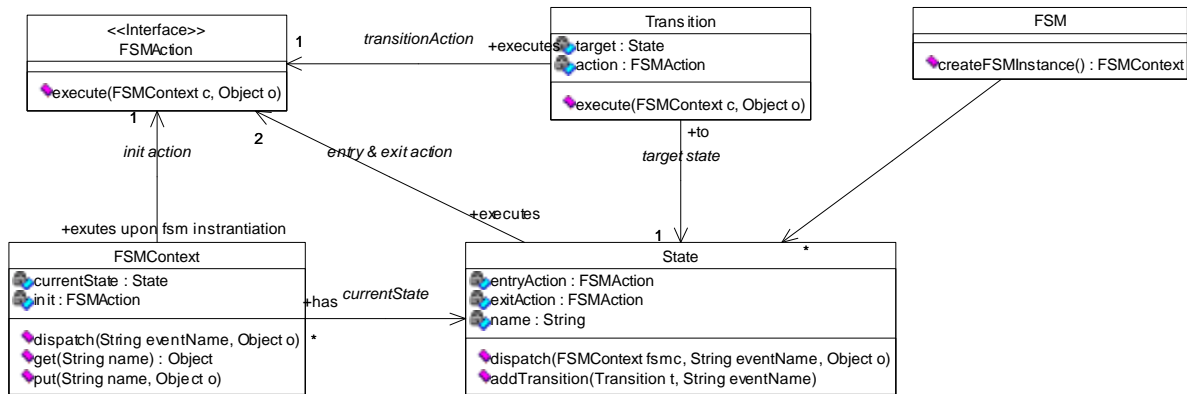 <<Interface>>
FSMAction
execute(FSMContext c, Object o)
1
transitionAction
+executes
Transition
target : State
action : FSMAction
execute(FSMContext c, Object o)
FSM
createFSMInstance() : FSMContext
1
2
init action
entry & exit action
+to
target state
+exutes upon fsm instrantiation
+executes
1
*
FSMContext
currentState : State
init : FSMAction
dispatch(String eventName, Object o)
get(String name) : Object
put(String name, Object o)
+has
currentState
*
State
entryAction : FSMAction
exitAction : FSMAction
name : String
dispatch(FSMContext fsmc, String eventName, Object o)
addTransition(Transition t, String eventName)